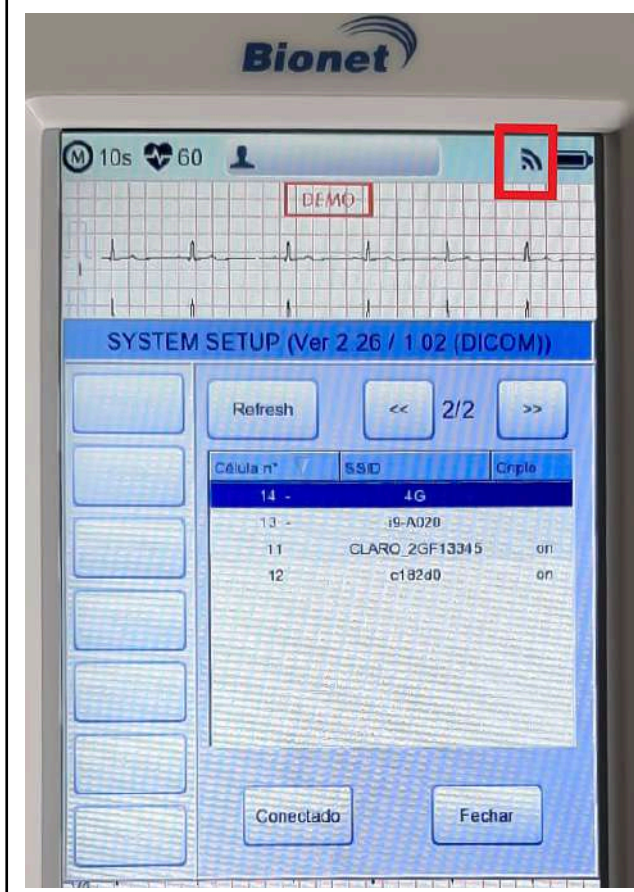 Bionet
M 10s 60
DEMO
SYSTEM SETUP (Ver 2 26 / 1 02 (DICOM))
Refresh << 2/2 >>
Célula n° SSID Cripto
14 - 4G
13 - i9-A020
11 CLARO_2GF13345 on
12 c182d0 on
Conectado Fechar